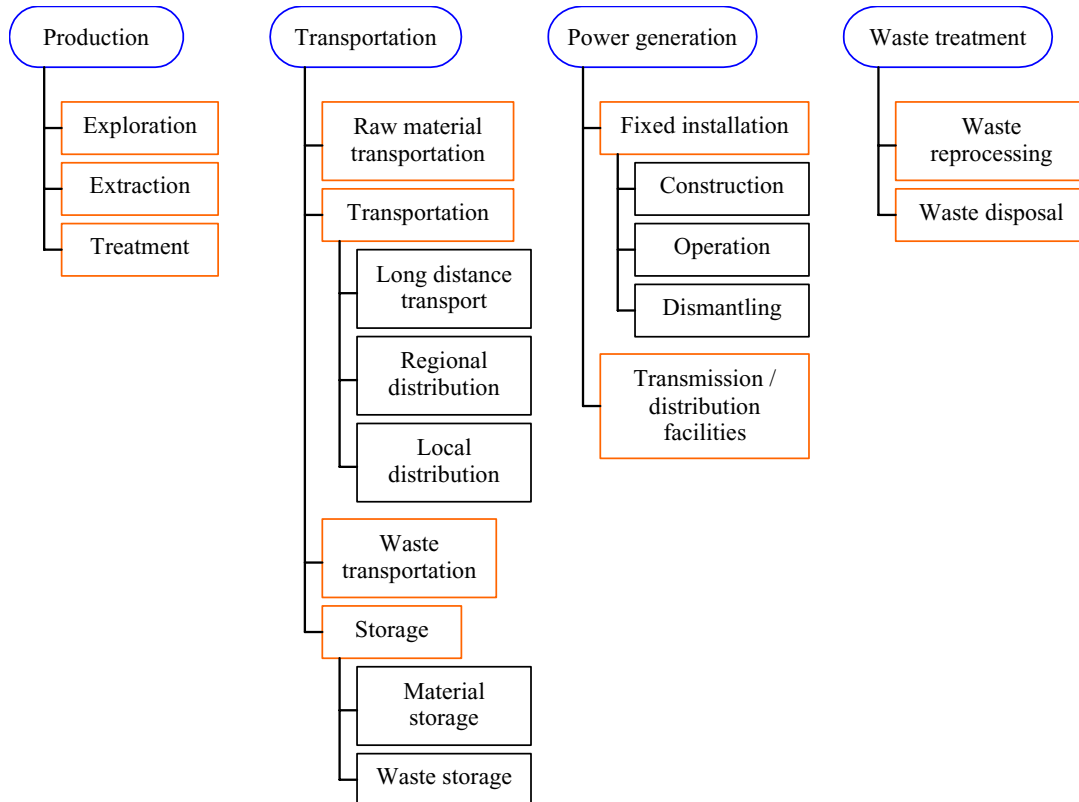 Production
Exploration
Extraction
Treatment
Transportation
Raw material
transportation
Transportation
Long distance
transport
Regional
distribution
Local
distribution
Waste
transportation
Storage
Material
storage
Waste storage
Power generation
Fixed installation
Construction
Operation
Dismantling
Transmission /
distribution
facilities
Waste treatment
Waste
reprocessing
Waste disposal